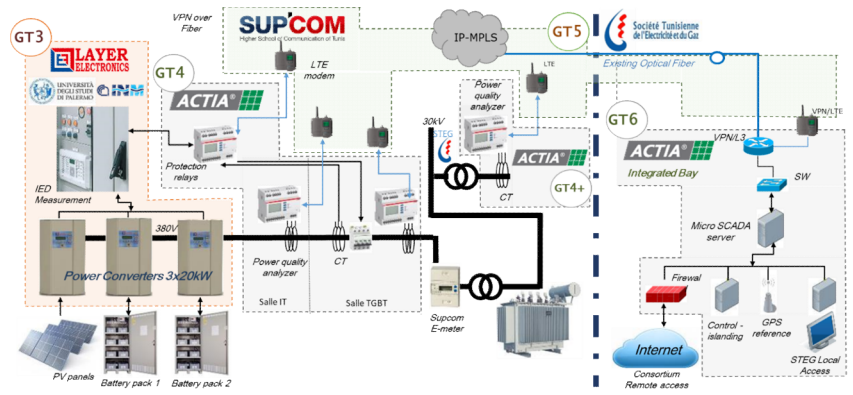 GT3
LAYER
ELECTRONICS
UNIVERSITÀ
DEGLI STUDI
DI PALERMO
INM
IED
Measurement
380V
Power Converters 3x20kW
PV panels
Battery pack 1
Battery pack 2
VPN over
Fiber
SUP'COM
Higher School of Communication of Tunis
GT4
ACTIA®
LTE
modem
Protection
relays
Power quality
analyzer
CT
Salle IT
Salle TGBT
IP-MPLS
GT5
LTE
Power
quality
analyzer
30kV
STEG
ACTIA®
CT
GT4+
Supcom
E-meter
Société Tunisienne
de l'Electricité et du Gaz
Existing Optical Fiber
GT6
VPN/LTE
VPN/L3
ACTIA®
Integrated Bay
SW
Micro SCADA
server
Firewal
Internet
Consortium
Remote access
Control -
islanding
GPS
reference
STEG Local
Access